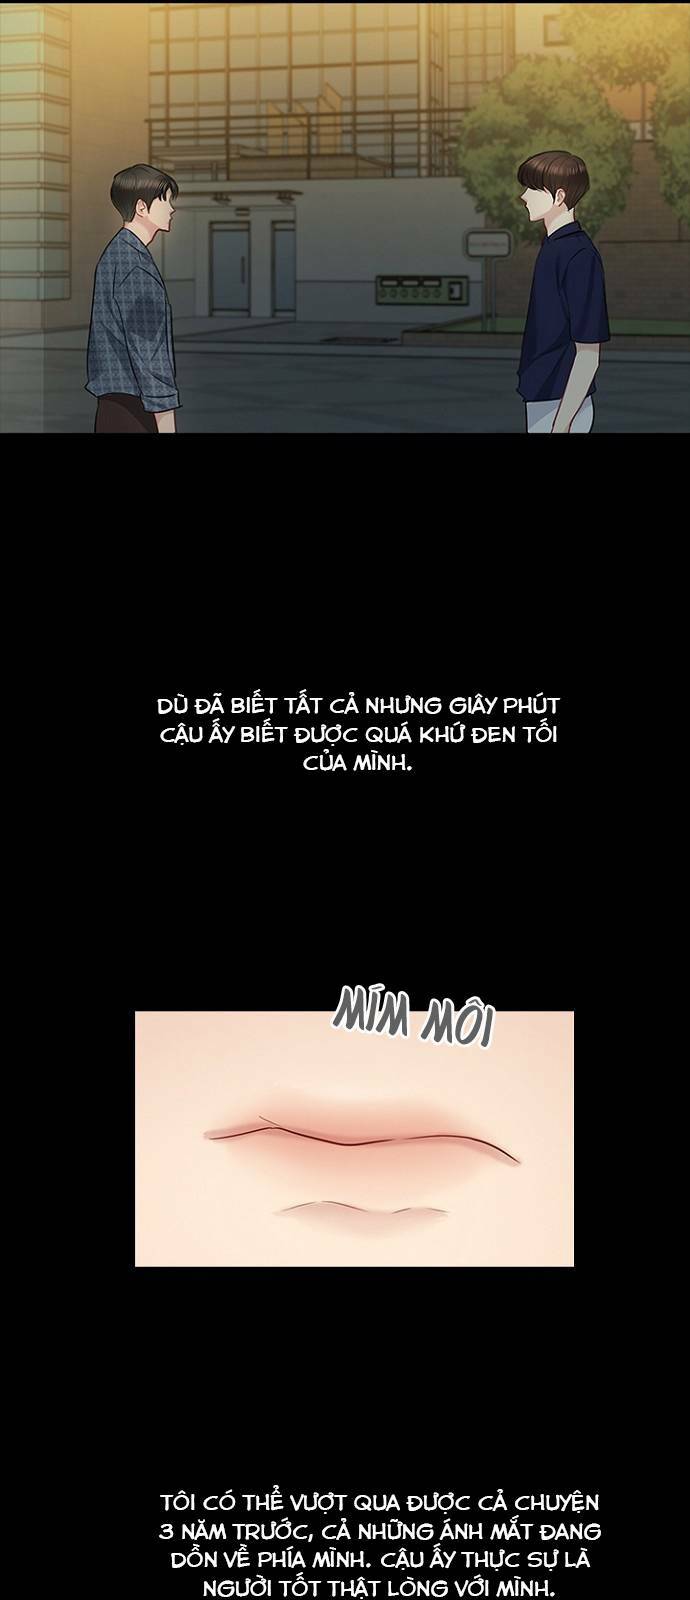 DÙ ĐÃ BIẾT TẤT CẢ NHƯNG GIÂY PHÚT
CẬU ẤY BIẾT ĐƯỢC QUÁ KHỨ ĐEN TỐI
CỦA MÌNH.
MÍM MÔI
TÔI CÓ THỂ VƯỢT QUA ĐƯỢC CẢ CHUYỆN
3 NĂM TRƯỚC, CẢ NHỮNG ÁNH MẮT ĐANG
DỒN VỀ PHÍA MÌNH. CẬU ẤY THỰC SỰ LÀ
NGƯỜI TỐT THẬT LÒNG VỚI MÌNH.